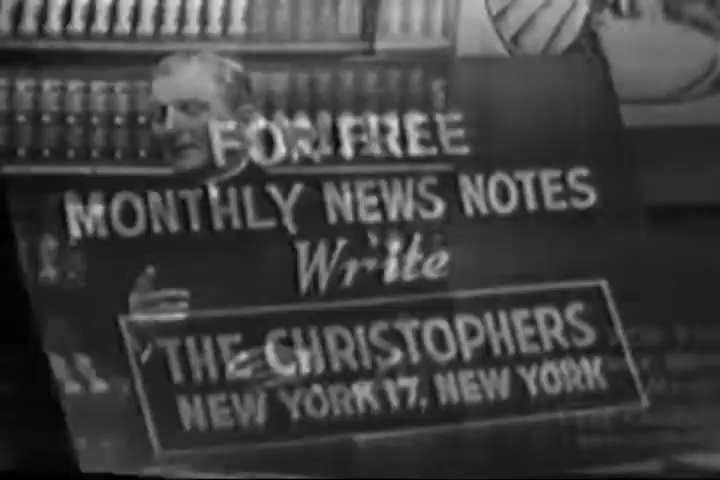 FOR FREE
MONTHLY NEWS NOTES
Write
THE CHRISTOPHERS
NEW YORK 17, NEW YORK